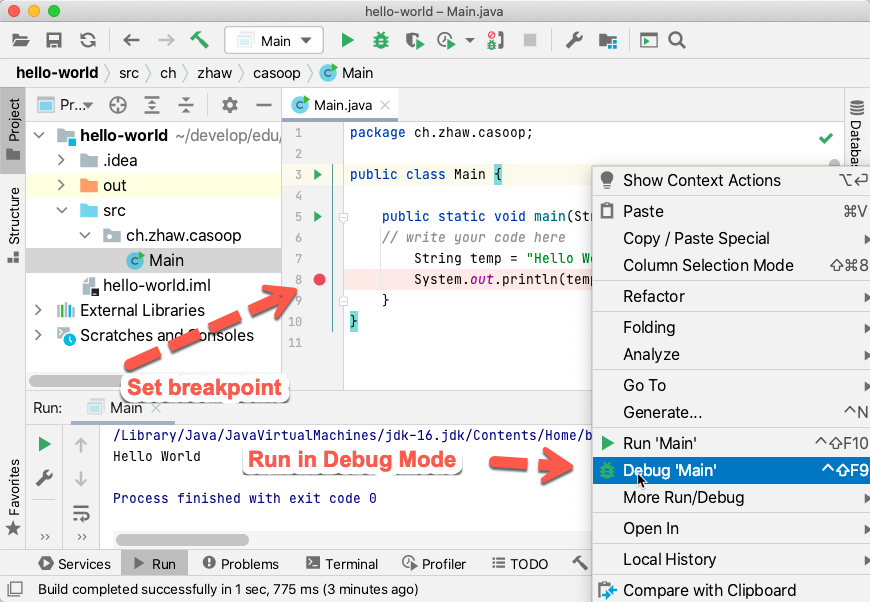 hello-world – Main.java
Main
hello-world
src
ch
zhaw
casoop
Main
Project
Structure
Favorites
Pr...
hello-world ~/develop/edu/
.idea
out
src
ch.zhaw.casoop
Main
hello-world.iml
External Libraries
Scratches and Consoles
Main.java
1 package ch.zhaw.casoop;
2
3 public class Main {
4
5 public static void main(St
6 // write your code here
7 String temp = "Hello Wo
8 System.out.println(temp
9 }
10 }
11
Databas
Set breakpoint
Show Context Actions ⌥↩
Paste ⌘V
Copy / Paste Special
Column Selection Mode ⇧⌘8
Refactor
Folding
Analyze
Go To
Generate... ^N
Run 'Main' ^⇧F10
Debug 'Main' ^⇧F9
More Run/Debug
Open In
Local History
Compare with Clipboard
Run: Main
/Library/Java/JavaVirtualMachines/jdk-16.jdk/Contents/Home/b
Hello World
Run in Debug Mode
Process finished with exit code 0
Services
Run
Problems
Terminal
Profiler
TODO
Build completed successfully in 1 sec, 775 ms (3 minutes ago)